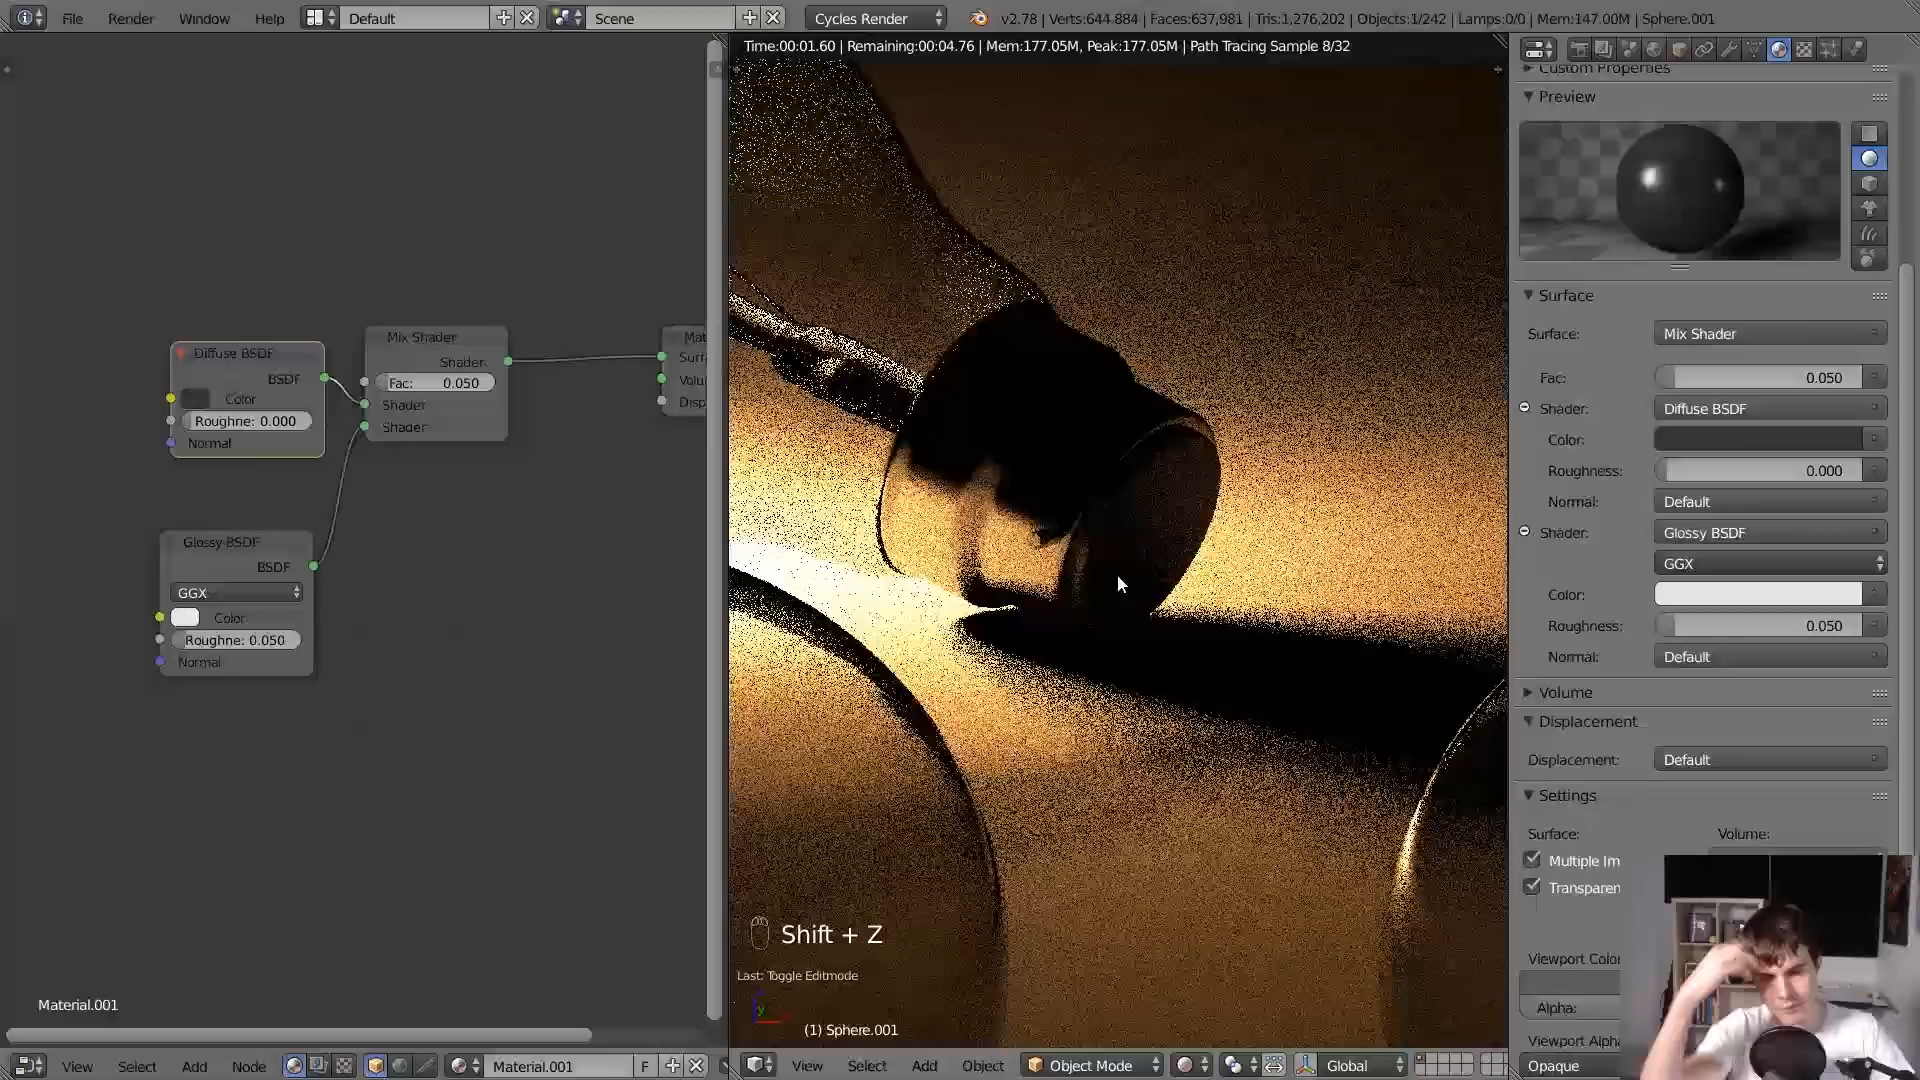 File Render Window Help Default Scene Cycles Render v2.78 | Verts:644,884 | Faces:637,981 | Tris:1,276,202 | Objects:1/242 | Lamps:0/0 | Mem:147.00M | Sphere.001
Time:00:01.60 | Remaining:00:04.76 | Mem:177.05M, Peak:177.05M | Path Tracing Sample 8/32
Custom Properties
Preview
Surface
Surface: Mix Shader
Fac: 0.050
Shader: Diffuse BSDF
Color:
Roughness: 0.000
Normal: Default
Shader: Glossy BSDF
GGX
Color:
Roughness: 0.050
Normal: Default
Volume
Displacement
Displacement: Default
Settings
Surface: Volume:
Multiple Im
Transparen
Viewport Color
Alpha:
Viewport Alpha
Opaque
Diffuse BSDF
BSDF
Color
Roughne: 0.000
Normal
Mix Shader
Shader
Fac: 0.050
Shader
Shader
Mat
Surf
Volu
Disp
Glossy BSDF
BSDF
GGX
Color
Roughne: 0.050
Normal
Shift + Z
Last: Toggle Editmode
y
(1) Sphere.001
Material.001
View Select Add Node Material.001 F
View Select Add Object Object Mode Global